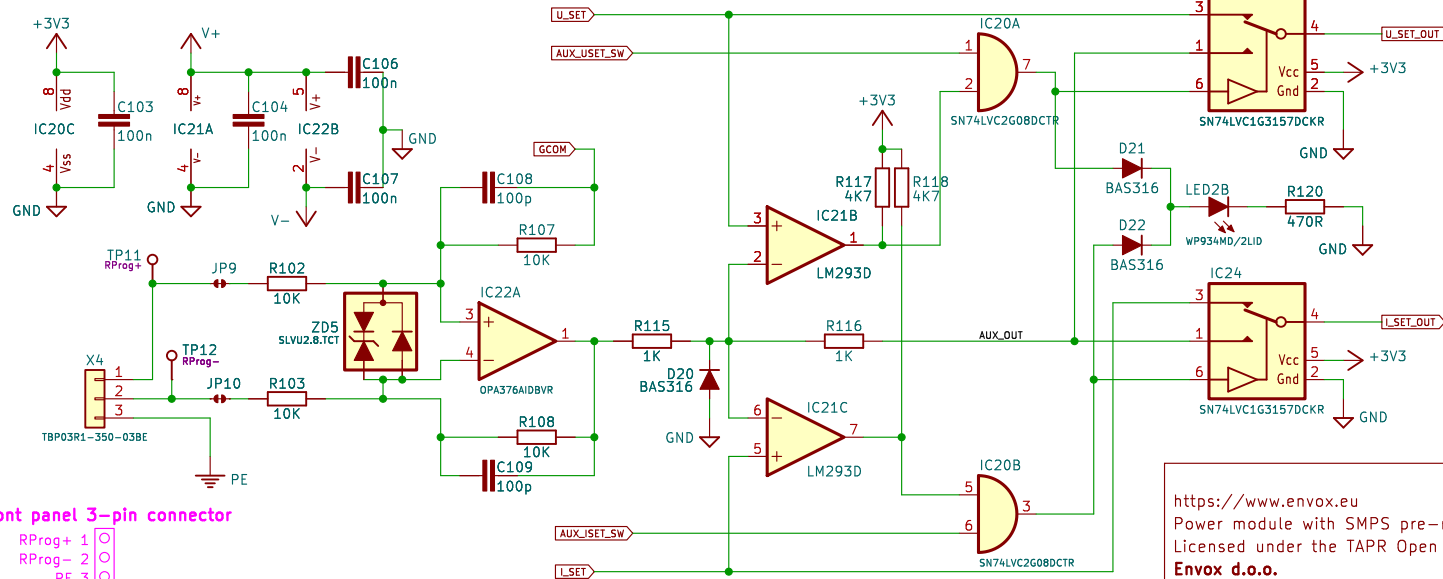 U_SET
AUX_USET_SW
IC20A
1
2
7
SN74LVC2G08DCTR
3
1
6
4
5
2
Vcc
Gnd
U_SET_OUT
+3V3
SN74LVC1G3157DCKR
GND
+3V3
8
Vdd
IC20C
4
Vss
GND
C103
100n
V+
8
V+
IC21A
4
V-
GND
C104
100n
5
V+
IC22B
2
V-
V-
C106
100n
GND
C107
100n
GCOM
C108
100p
R107
10K
+3V3
R117
4K7
R118
4K7
IC21B
3
+
2
−
1
LM293D
D21
BAS316
D22
BAS316
LED2B
WP934MD/2LID
R120
470R
GND
TP11
RProg+
JP9
R102
10K
ZD5
SLVU2.8.TCT
IC22A
3
+
4
−
1
OPA376AIDBVR
R115
1K
R116
1K
AUX_OUT
D20
BAS316
GND
IC24
3
1
6
4
5
2
Vcc
Gnd
I_SET_OUT
+3V3
SN74LVC1G3157DCKR
GND
X4
1
2
3
TBP03R1-350-03BE
TP12
RProg-
JP10
R103
10K
PE
R108
10K
C109
100p
IC21C
6
−
5
+
7
LM293D
IC20B
5
6
3
SN74LVC2G08DCTR
AUX_ISET_SW
I_SET
ont panel 3-pin connector
RProg+ 1
RProg- 2
PE 3
https://www.envox.eu
Power module with SMPS pre-r
Licensed under the TAPR Open
Envox d.o.o.